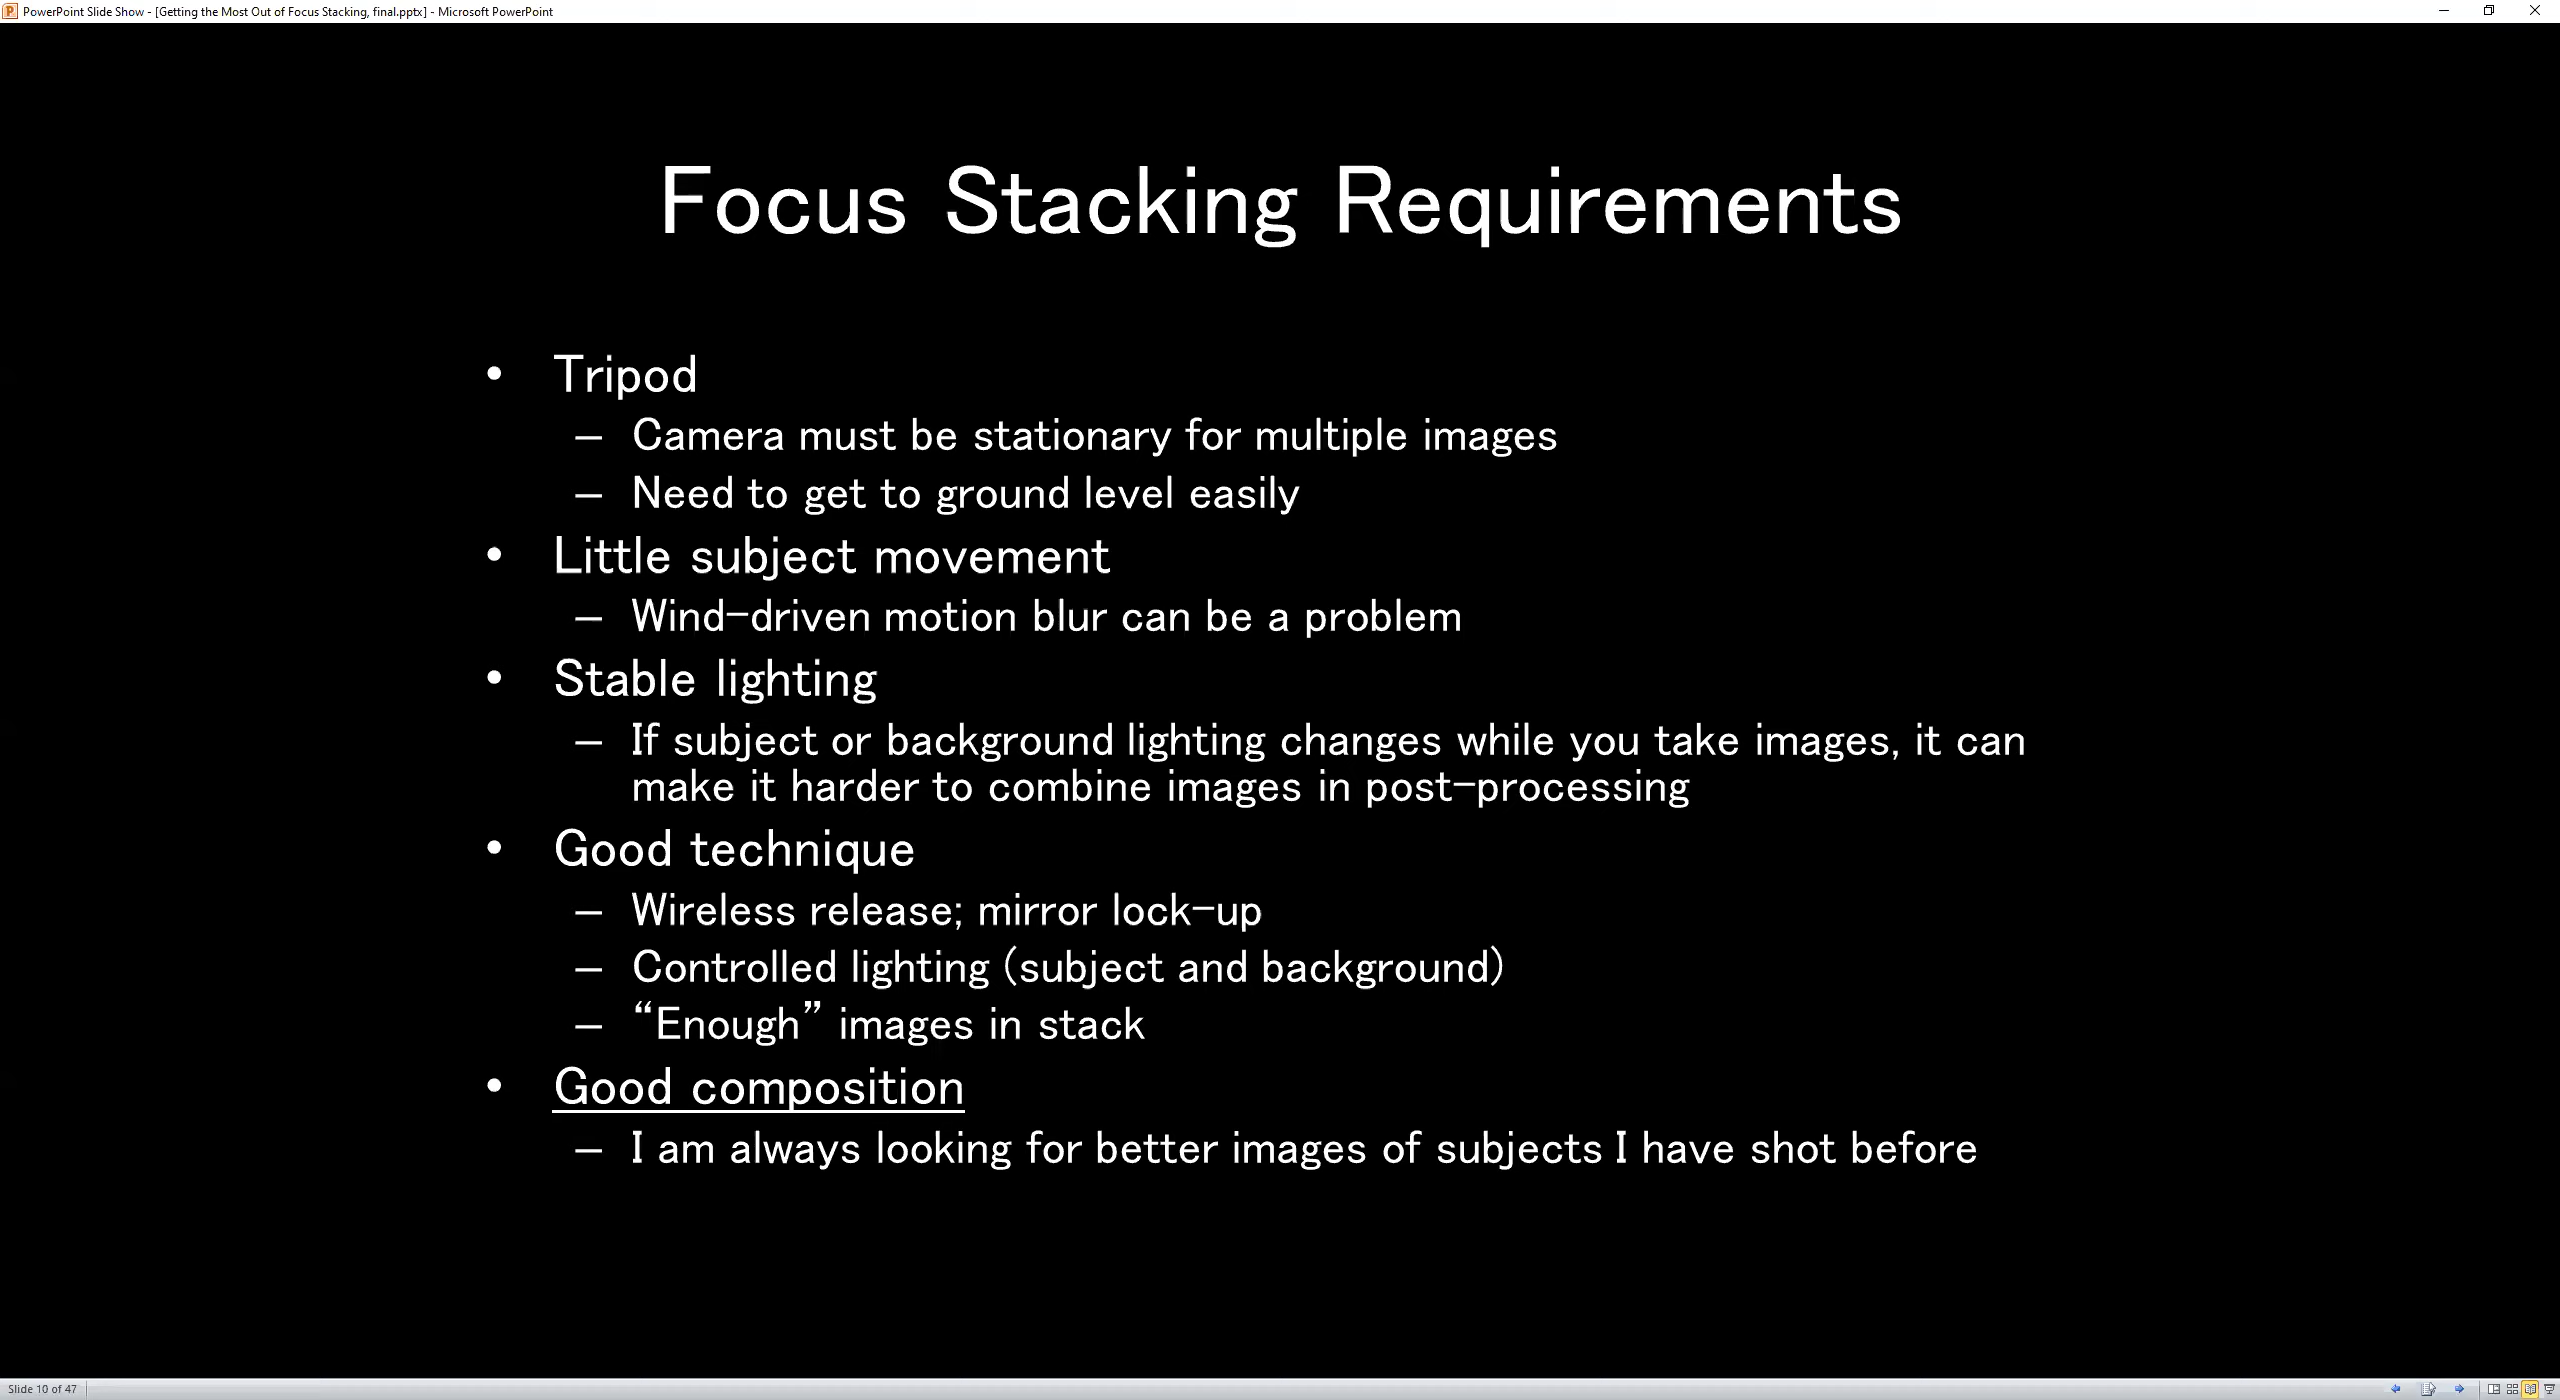 PowerPoint Slide Show - [Getting the Most Out of Focus Stacking, final.pptx] - Microsoft PowerPoint
Focus Stacking Requirements
• Tripod
– Camera must be stationary for multiple images
– Need to get to ground level easily
• Little subject movement
– Wind-driven motion blur can be a problem
• Stable lighting
– If subject or background lighting changes while you take images, it can
make it harder to combine images in post-processing
• Good technique
– Wireless release; mirror lock-up
– Controlled lighting (subject and background)
– “Enough” images in stack
• Good composition
– I am always looking for better images of subjects I have shot before
Slide 10 of 47